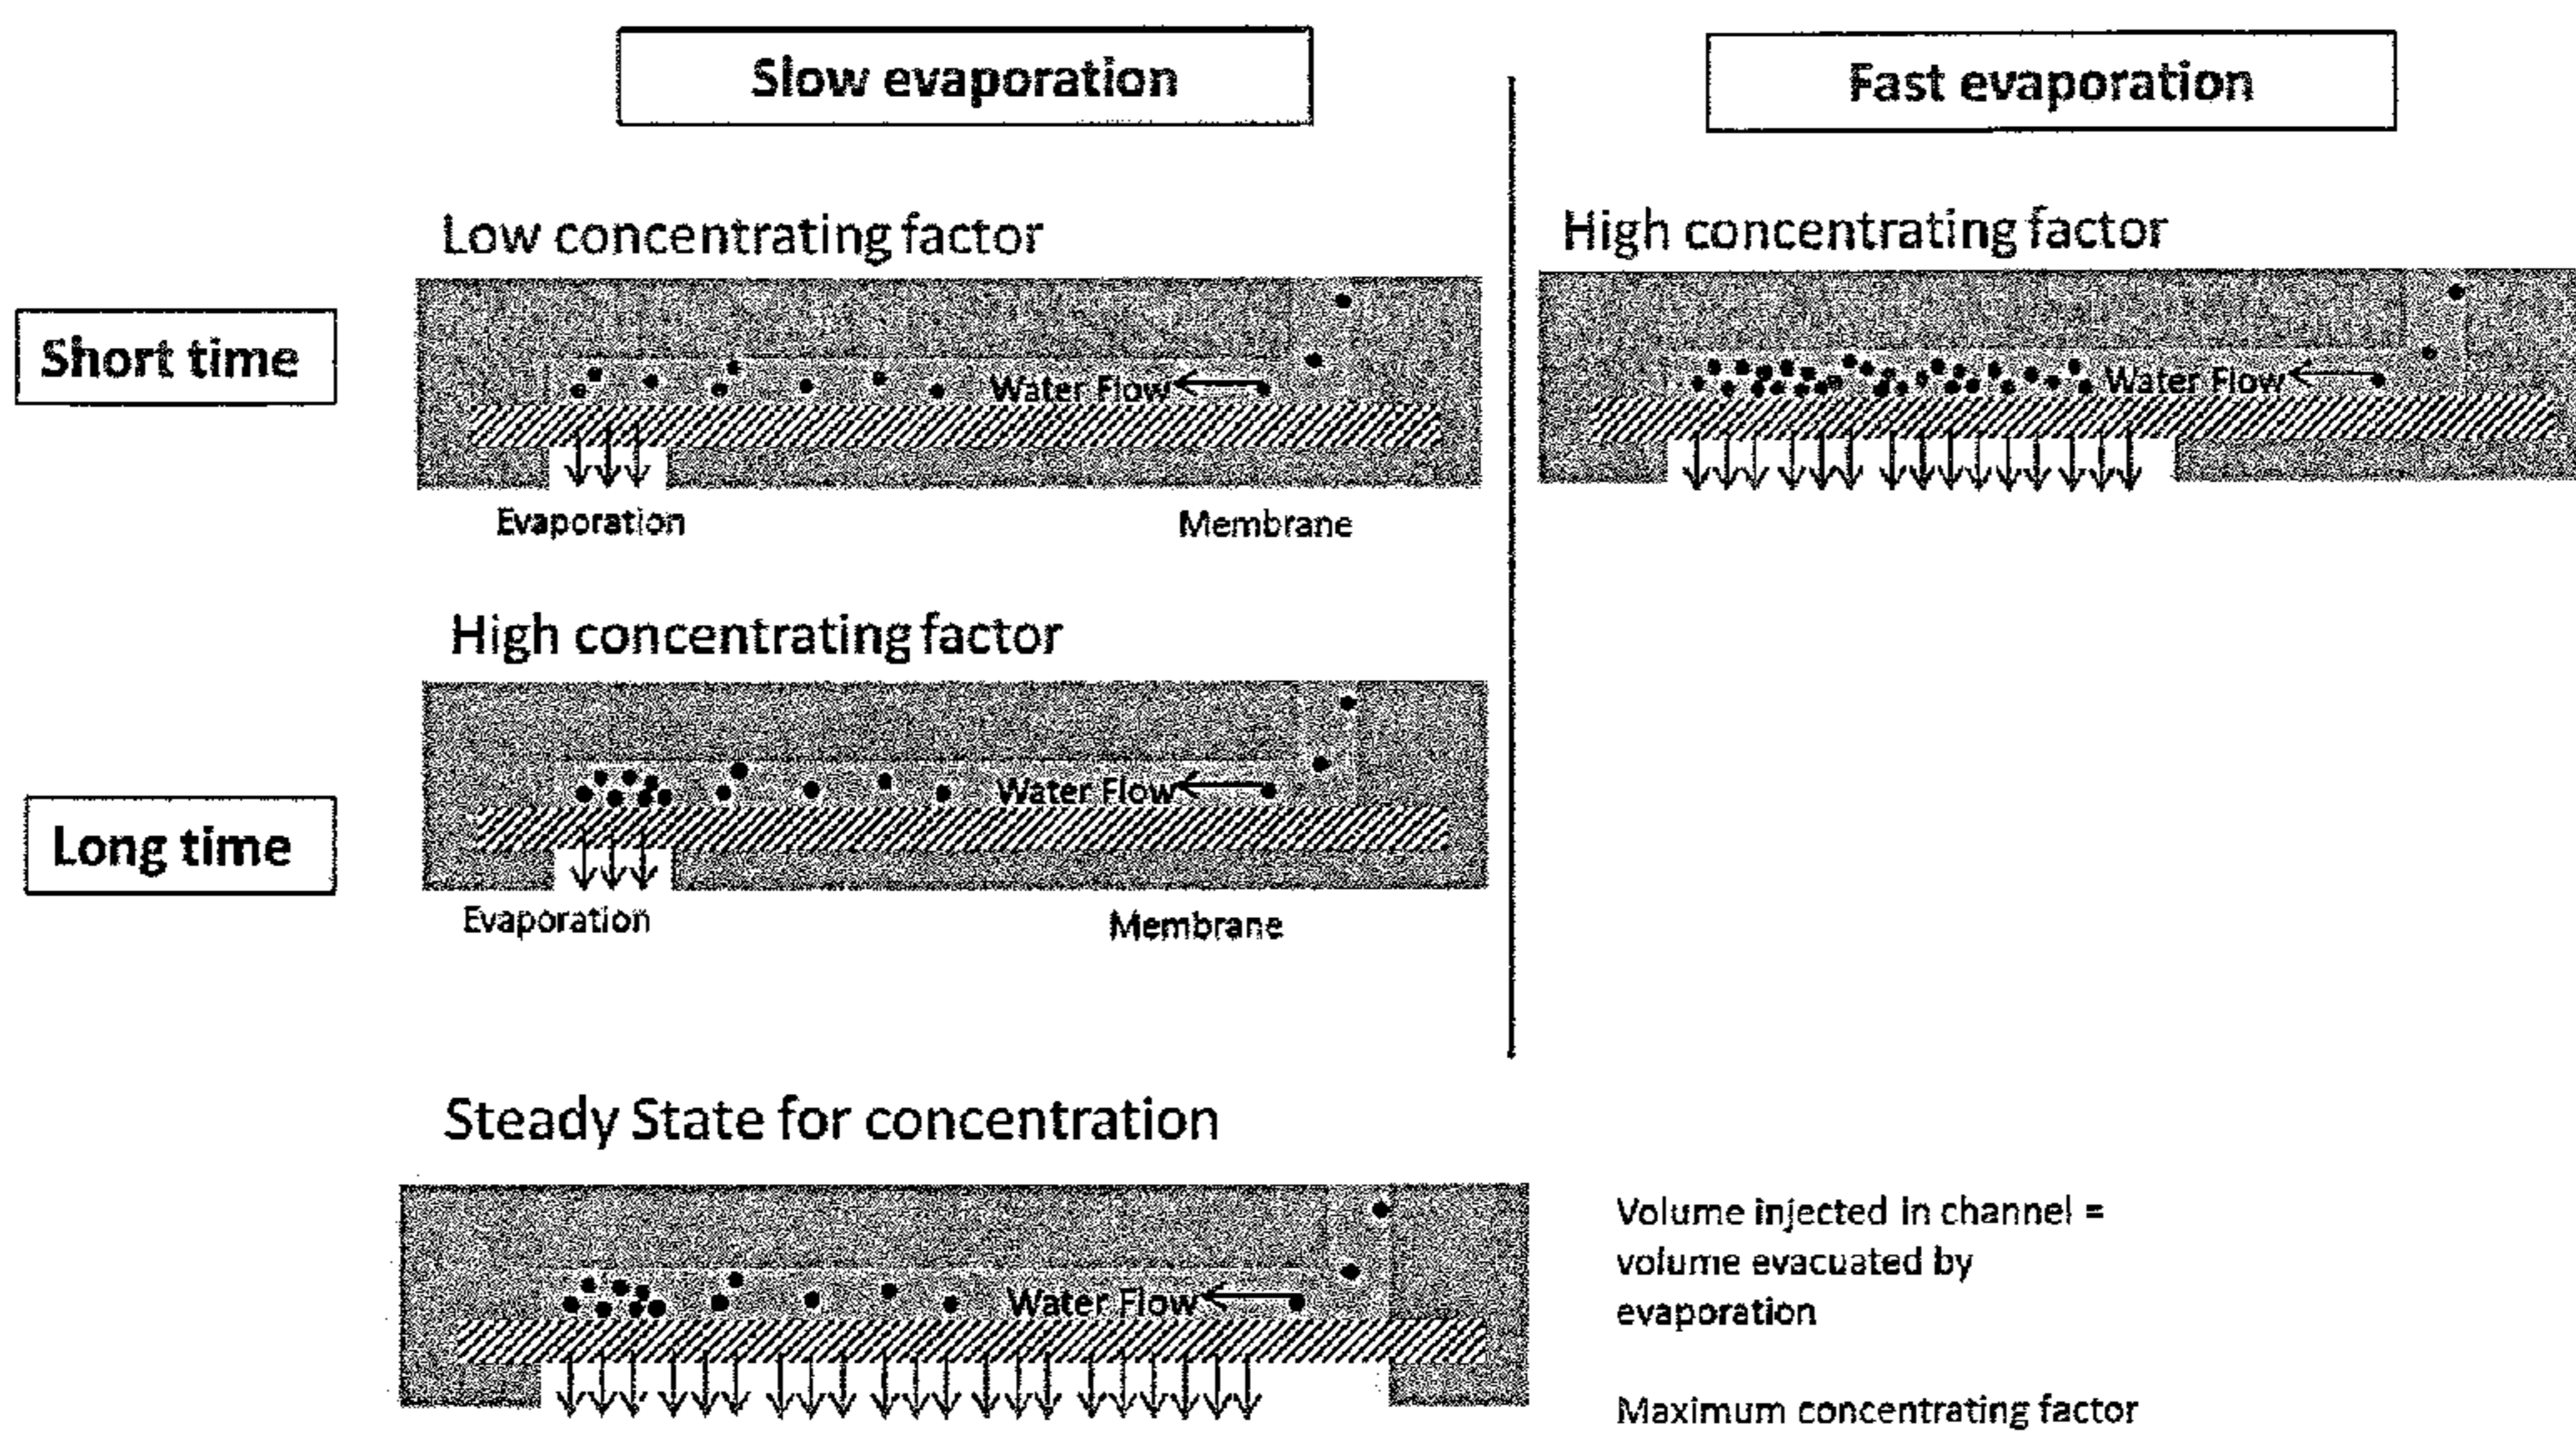 Slow evaporation
Fast evaporation
Low concentrating factor
High concentrating factor
Short time
Water Flow
Water Flow
Evaporation
Membrane
High concentrating factor
Long time
Water Flow
Evaporation
Membrane
Steady State for concentration
Water Flow
Volume injected in channel =
volume evacuated by
evaporation
Maximum concentrating factor